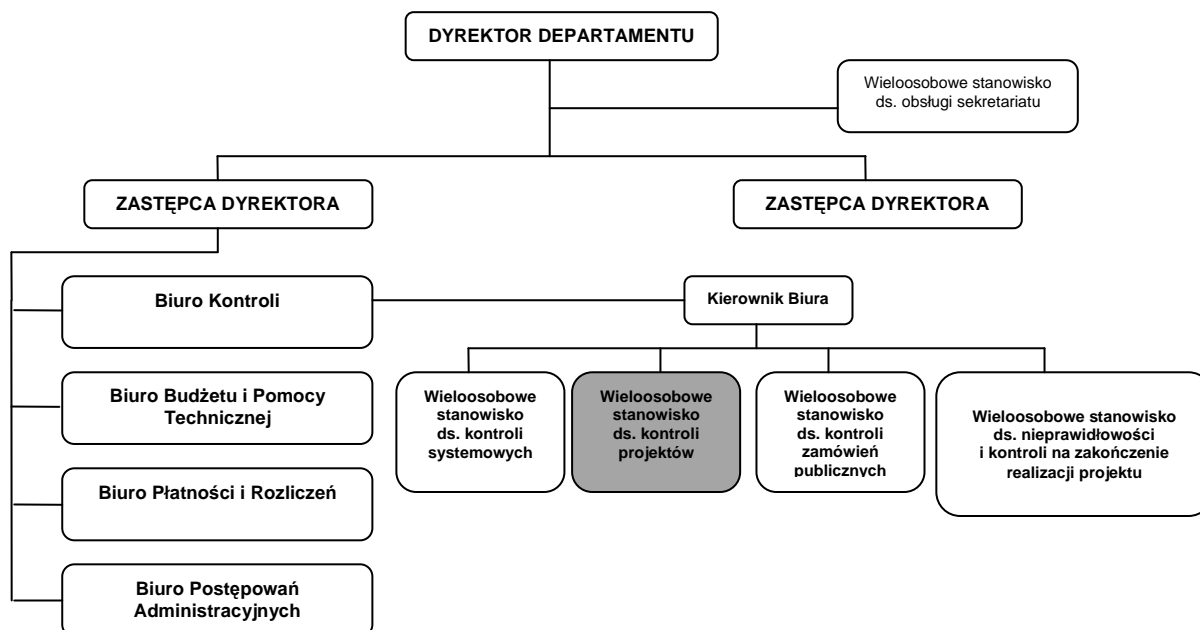 DYREKTOR DEPARTAMENTU
Wieloosobowe stanowisko
ds. obsługi sekretariatu
ZASTĘPCA DYREKTORA
ZASTĘPCA DYREKTORA
Biuro Kontroli
Kierownik Biura
Biuro Budżetu i Pomocy
Technicznej
Biuro Płatności i Rozliczeń
Biuro Postępowań
Administracyjnych
Wieloosobowe
stanowisko
ds. kontroli
systemowych
Wieloosobowe
stanowisko
ds. kontroli
projektów
Wieloosobowe
stanowisko
ds. kontroli
zamówień
publicznych
Wieloosobowe stanowisko
ds. nieprawidłowości
i kontroli na zakończenie
realizacji projektu